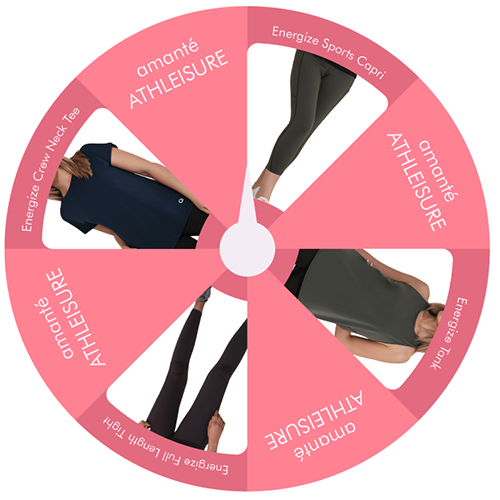 Energize Sports Capri
amanté
ATHLEISURE
Energize Tank
amanté
ATHLEISURE
Energize Full Length Tight
amanté
ATHLEISURE
Energize Crew Neck Tee
amanté
ATHLEISURE